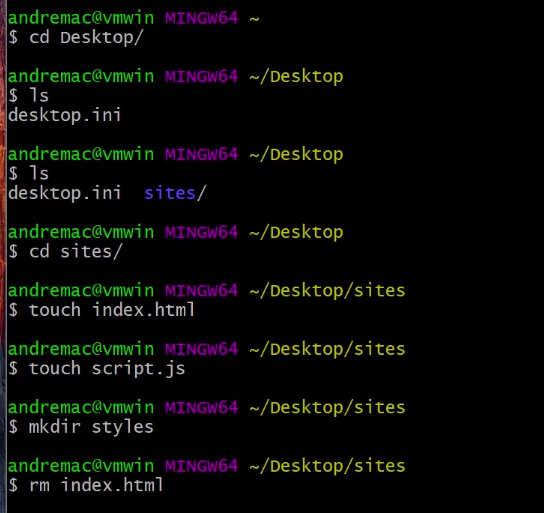 andremac@vmwin MINGW64 ~
$ cd Desktop/
andremac@vmwin MINGW64 ~/Desktop
$ ls
desktop.ini
andremac@vmwin MINGW64 ~/Desktop
$ ls
desktop.ini  sites/
andremac@vmwin MINGW64 ~/Desktop
$ cd sites/
andremac@vmwin MINGW64 ~/Desktop/sites
$ touch index.html
andremac@vmwin MINGW64 ~/Desktop/sites
$ touch script.js
andremac@vmwin MINGW64 ~/Desktop/sites
$ mkdir styles
andremac@vmwin MINGW64 ~/Desktop/sites
$ rm index.html